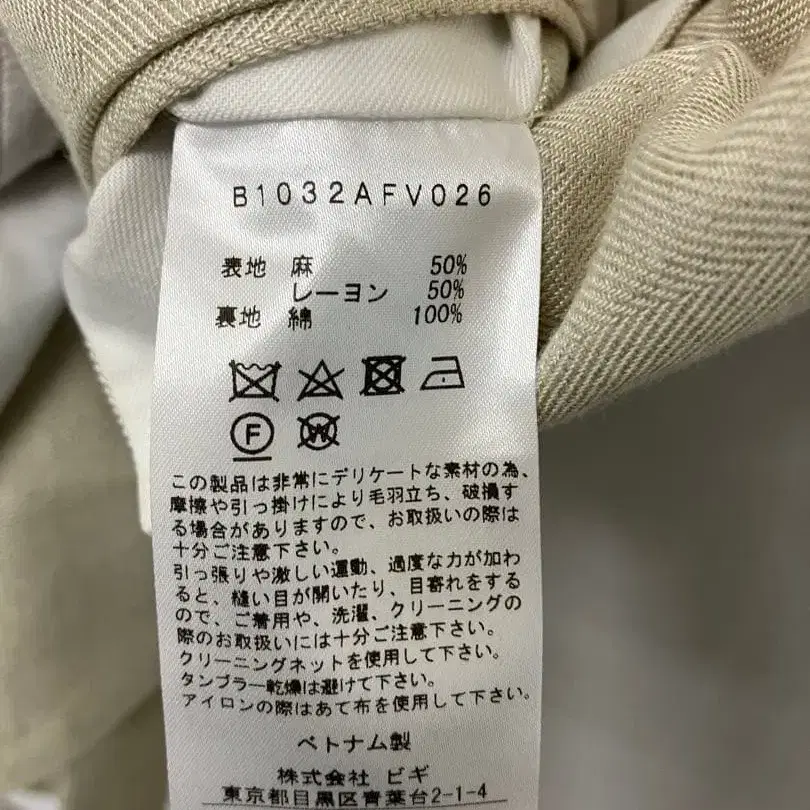 B1032AFV026
表地 麻 50%
レーヨン 50%
裏地 綿 100%
F W
この製品は非常にデリケートな素材の為、
摩擦や引っ掛けにより毛羽立ち、破損す
る場合がありますので、お取扱いの際は
十分ご注意下さい。
引っ張りや激しい運動、過度な力が加わ
ると、縫い目が開いたり、目寄れをする
ので、ご着用や、洗濯、クリーニングの
際のお取扱いには十分ご注意下さい。
クリーニングネットを使用して下さい。
タンブラー乾燥は避けて下さい。
アイロンの際はあて布を使用して下さい。
ベトナム製
株式会社 ビギ
東京都目黒区青葉台2-1-4